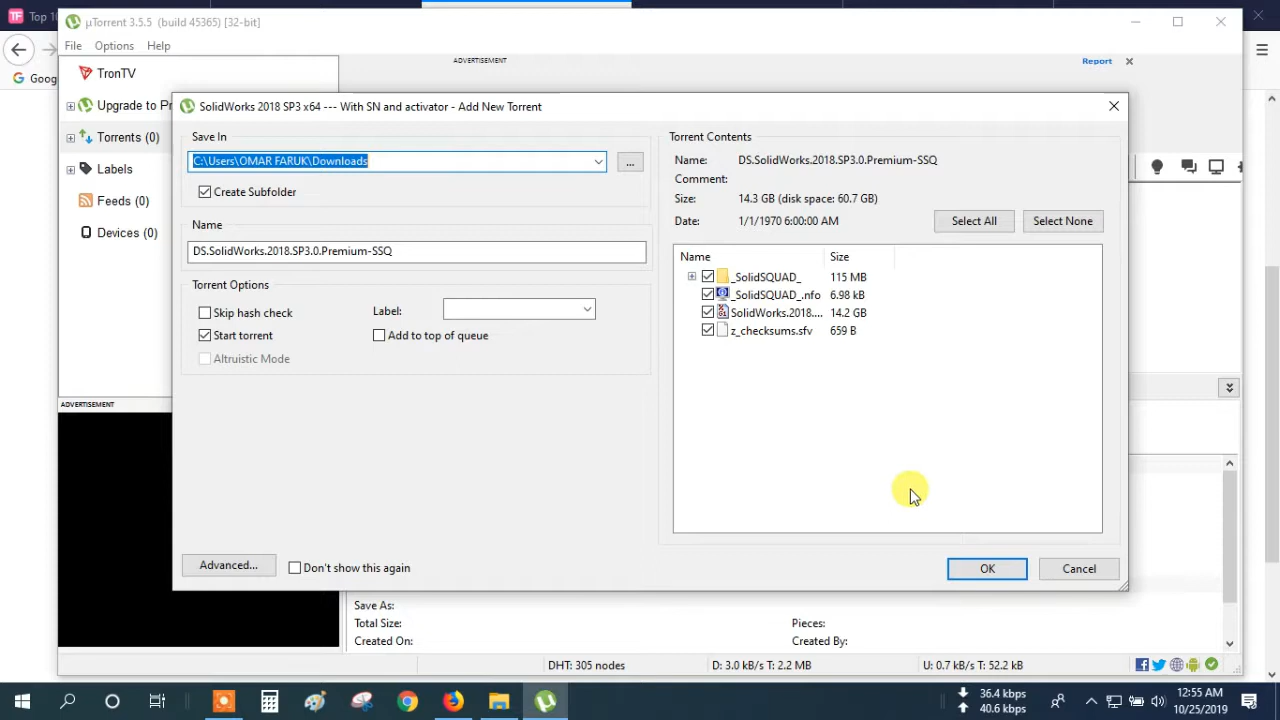 TF Top 10
µTorrent 3.5.5 (build 45365) [32-bit]
File Options Help
Goog
TronTV
Upgrade to Pr
Torrents (0)
Labels
Feeds (0)
Devices (0)
ADVERTISEMENT
Report
SolidWorks 2018 SP3 x64 --- With SN and activator - Add New Torrent
Save In
C:\Users\OMAR FARUK\Downloads
...
Create Subfolder
Name
DS.SolidWorks.2018.SP3.0.Premium-SSQ
Torrent Options
Skip hash check
Label:
Start torrent
Add to top of queue
Altruistic Mode
Advanced...
Don't show this again
Torrent Contents
Name: DS.SolidWorks.2018.SP3.0.Premium-SSQ
Comment:
Size: 14.3 GB (disk space: 60.7 GB)
Date: 1/1/1970 6:00:00 AM
Select All
Select None
Name Size
_SolidSQUAD_ 115 MB
_SolidSQUAD_.nfo 6.98 kB
SolidWorks.2018.... 14.2 GB
z_checksums.sfv 659 B
OK
Cancel
ADVERTISEMENT
Save As:
Total Size:
Pieces:
Created On:
Created By:
DHT: 305 nodes
D: 3.0 kB/s T: 2.2 MB
U: 0.7 kB/s T: 52.2 kB
36.4 kbps
40.6 kbps
12:55 AM
10/25/2019